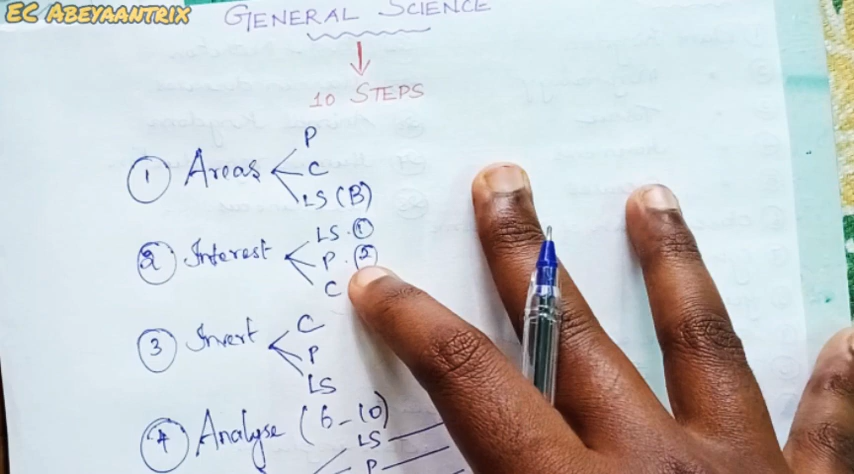 EC ABEYAANTRIX
GENERAL SCIENCE
10 STEPS
① Areas
P
C
LS (B)
② Interest
LS. ①
P. ②
C
③ Invert
C
P
LS
④ Analyse (6-10)
LS
P